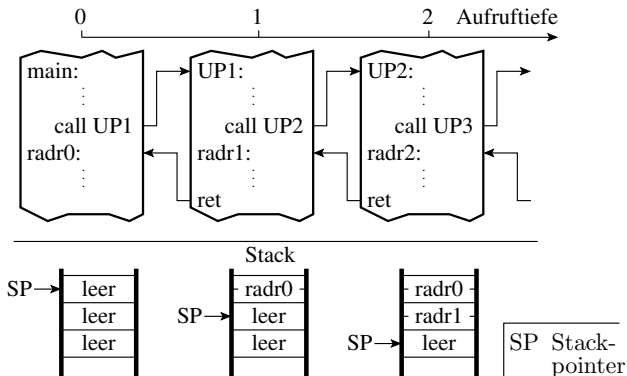 0 1 2 Aufruftiefe
main: UP1: UP2:
call UP1 call UP2 call UP3
radr0: radr1: radr2:
ret ret
Stack
SP leer radr0 radr0
leer SP leer radr1
leer leer SP leer
SP Stack-
pointer